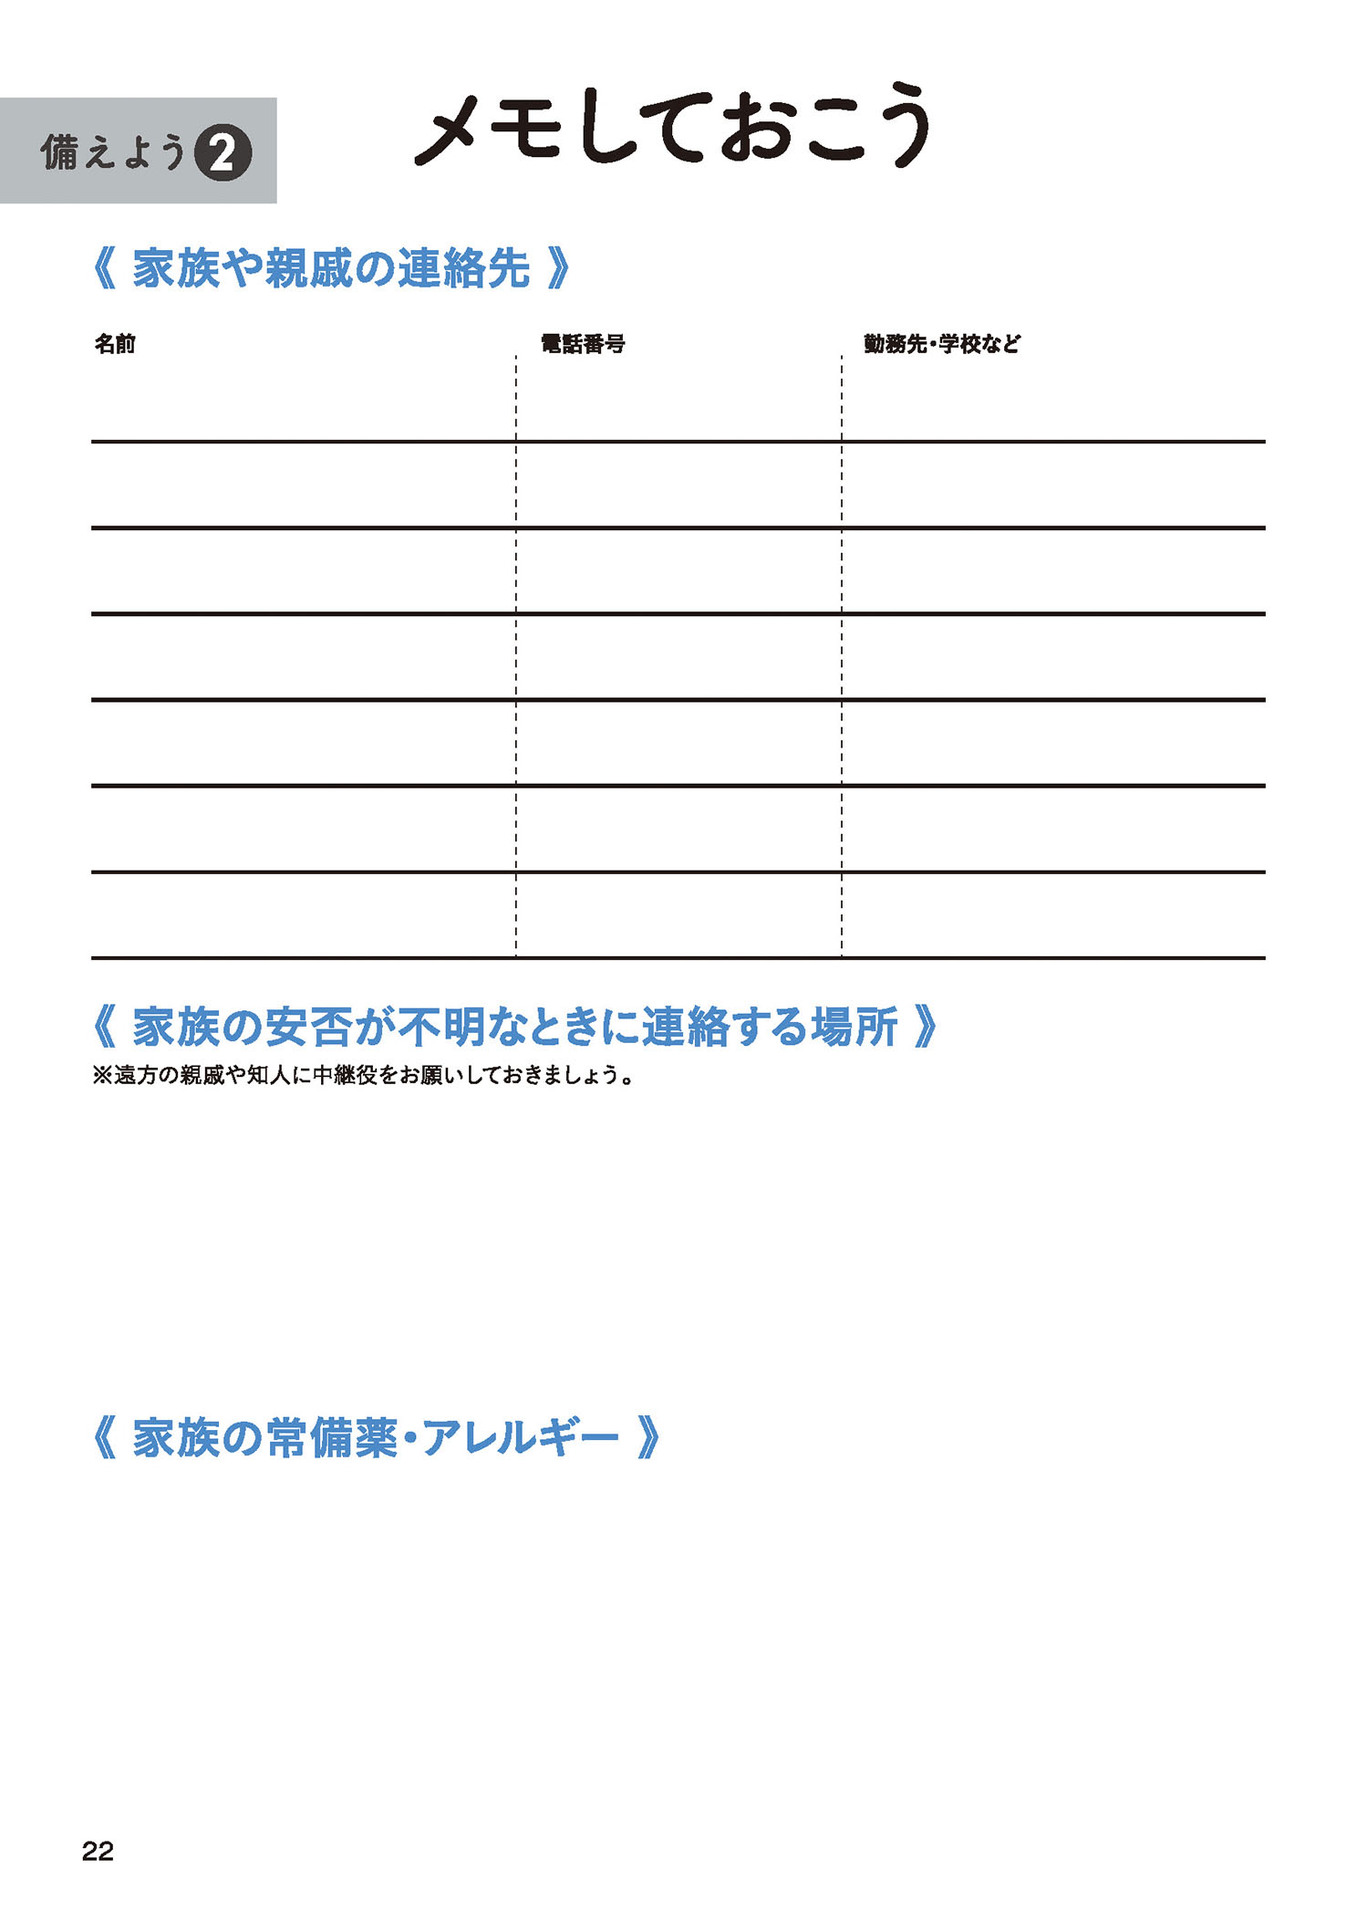 備えよう❷
メモしておこう
《 家族や親戚の連絡先 》
名前 電話番号 勤務先・学校など
《 家族の安否が不明なときに連絡する場所 》
※遠方の親戚や知人に中継役をお願いしておきましょう。
《 家族の常備薬・アレルギー 》
22